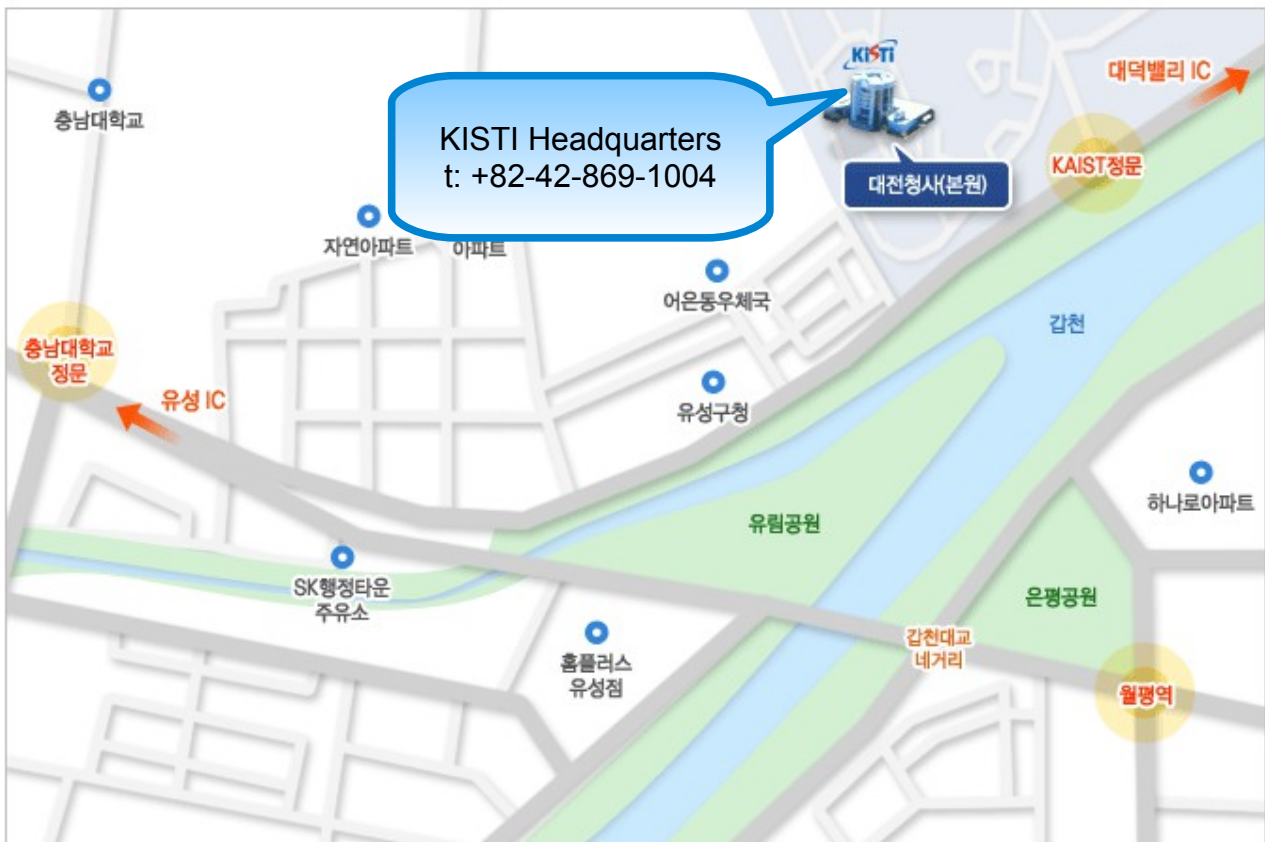 KiSTi
대덕밸리 IC
충남대학교
KISTI Headquarters
t: +82-42-869-1004
KAIST정문
대전청사(본원)
자연아파트
아파트
어은동우체국
갑천
충남대학교
정문
유성 IC
유성구청
하나로아파트
유림공원
SK행정타운
주유소
은평공원
갑천대교
네거리
홈플러스
유성점
월평역